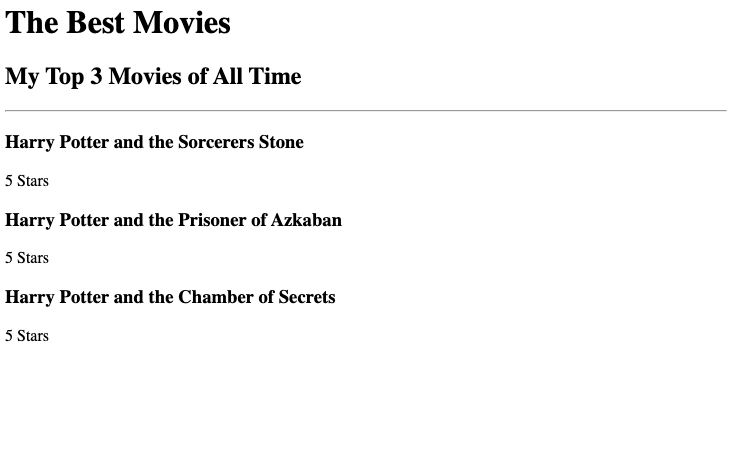 The Best Movies
My Top 3 Movies of All Time
Harry Potter and the Sorcerers Stone
5 Stars
Harry Potter and the Prisoner of Azkaban
5 Stars
Harry Potter and the Chamber of Secrets
5 Stars